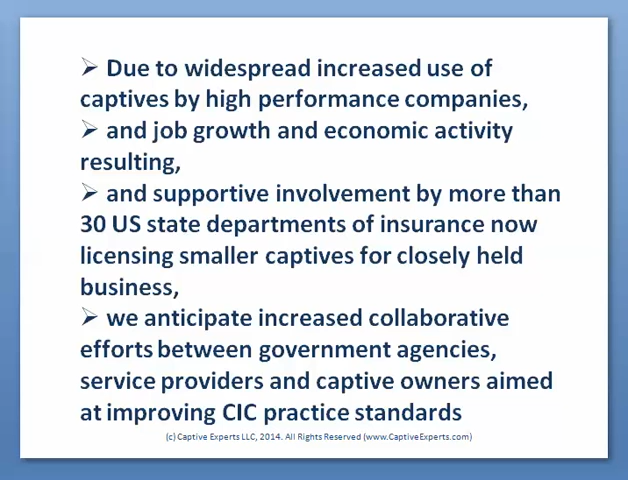 ➢ Due to widespread increased use of
captives by high performance companies,
➢ and job growth and economic activity
resulting,
➢ and supportive involvement by more than
30 US state departments of insurance now
licensing smaller captives for closely held
business,
➢ we anticipate increased collaborative
efforts between government agencies,
service providers and captive owners aimed
at improving CIC practice standards
(c) Captive Experts LLC, 2014. All Rights Reserved (www.CaptiveExperts.com)